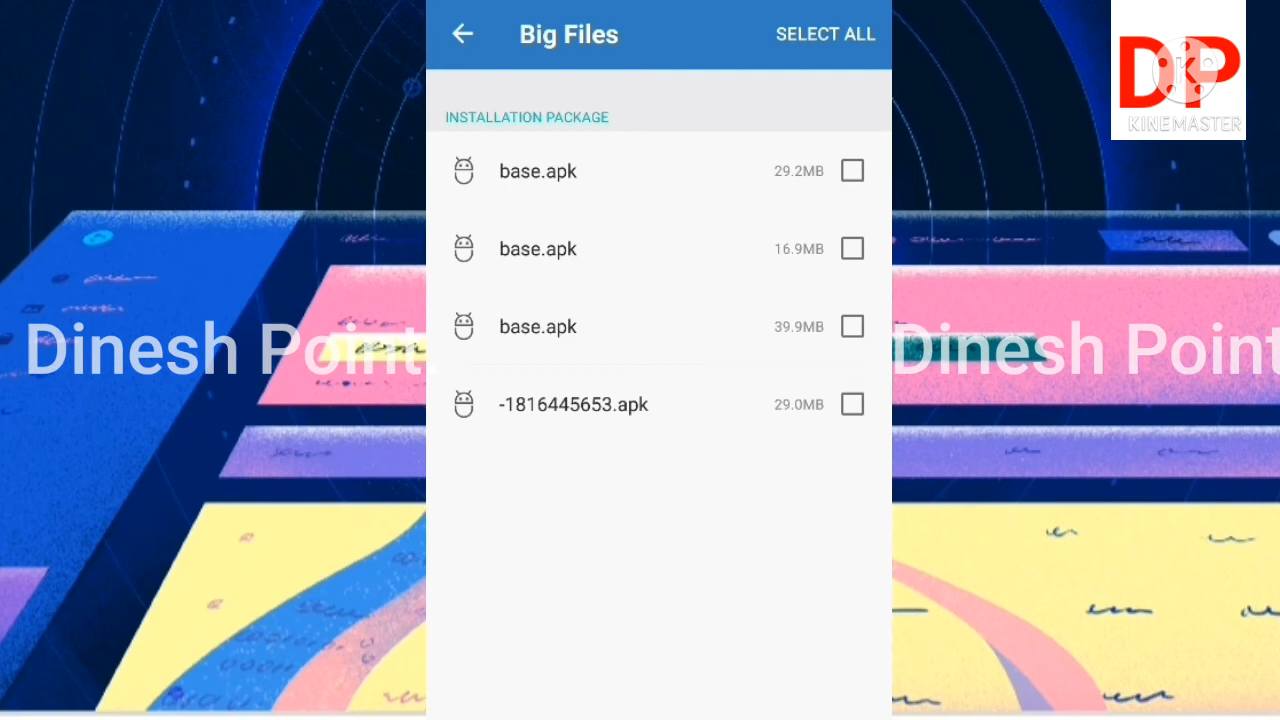 Big Files
SELECT ALL
DP
KINEMASTER
INSTALLATION PACKAGE
base.apk 29.2MB
base.apk 16.9MB
base.apk 39.9MB
Dinesh Point.
Dinesh Point
-1816445653.apk 29.0MB